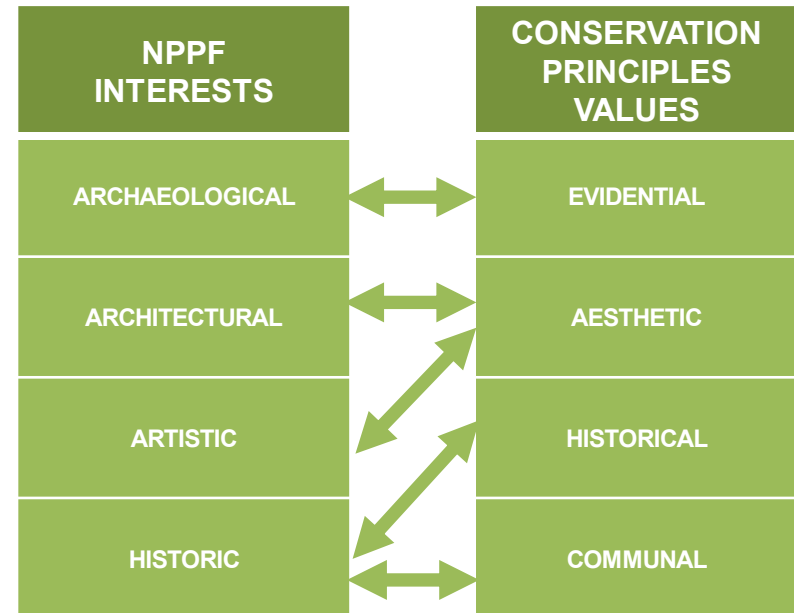 NPPF
INTERESTS
CONSERVATION
PRINCIPLES
VALUES
ARCHAEOLOGICAL
EVIDENTIAL
ARCHITECTURAL
AESTHETIC
ARTISTIC
HISTORICAL
HISTORIC
COMMUNAL